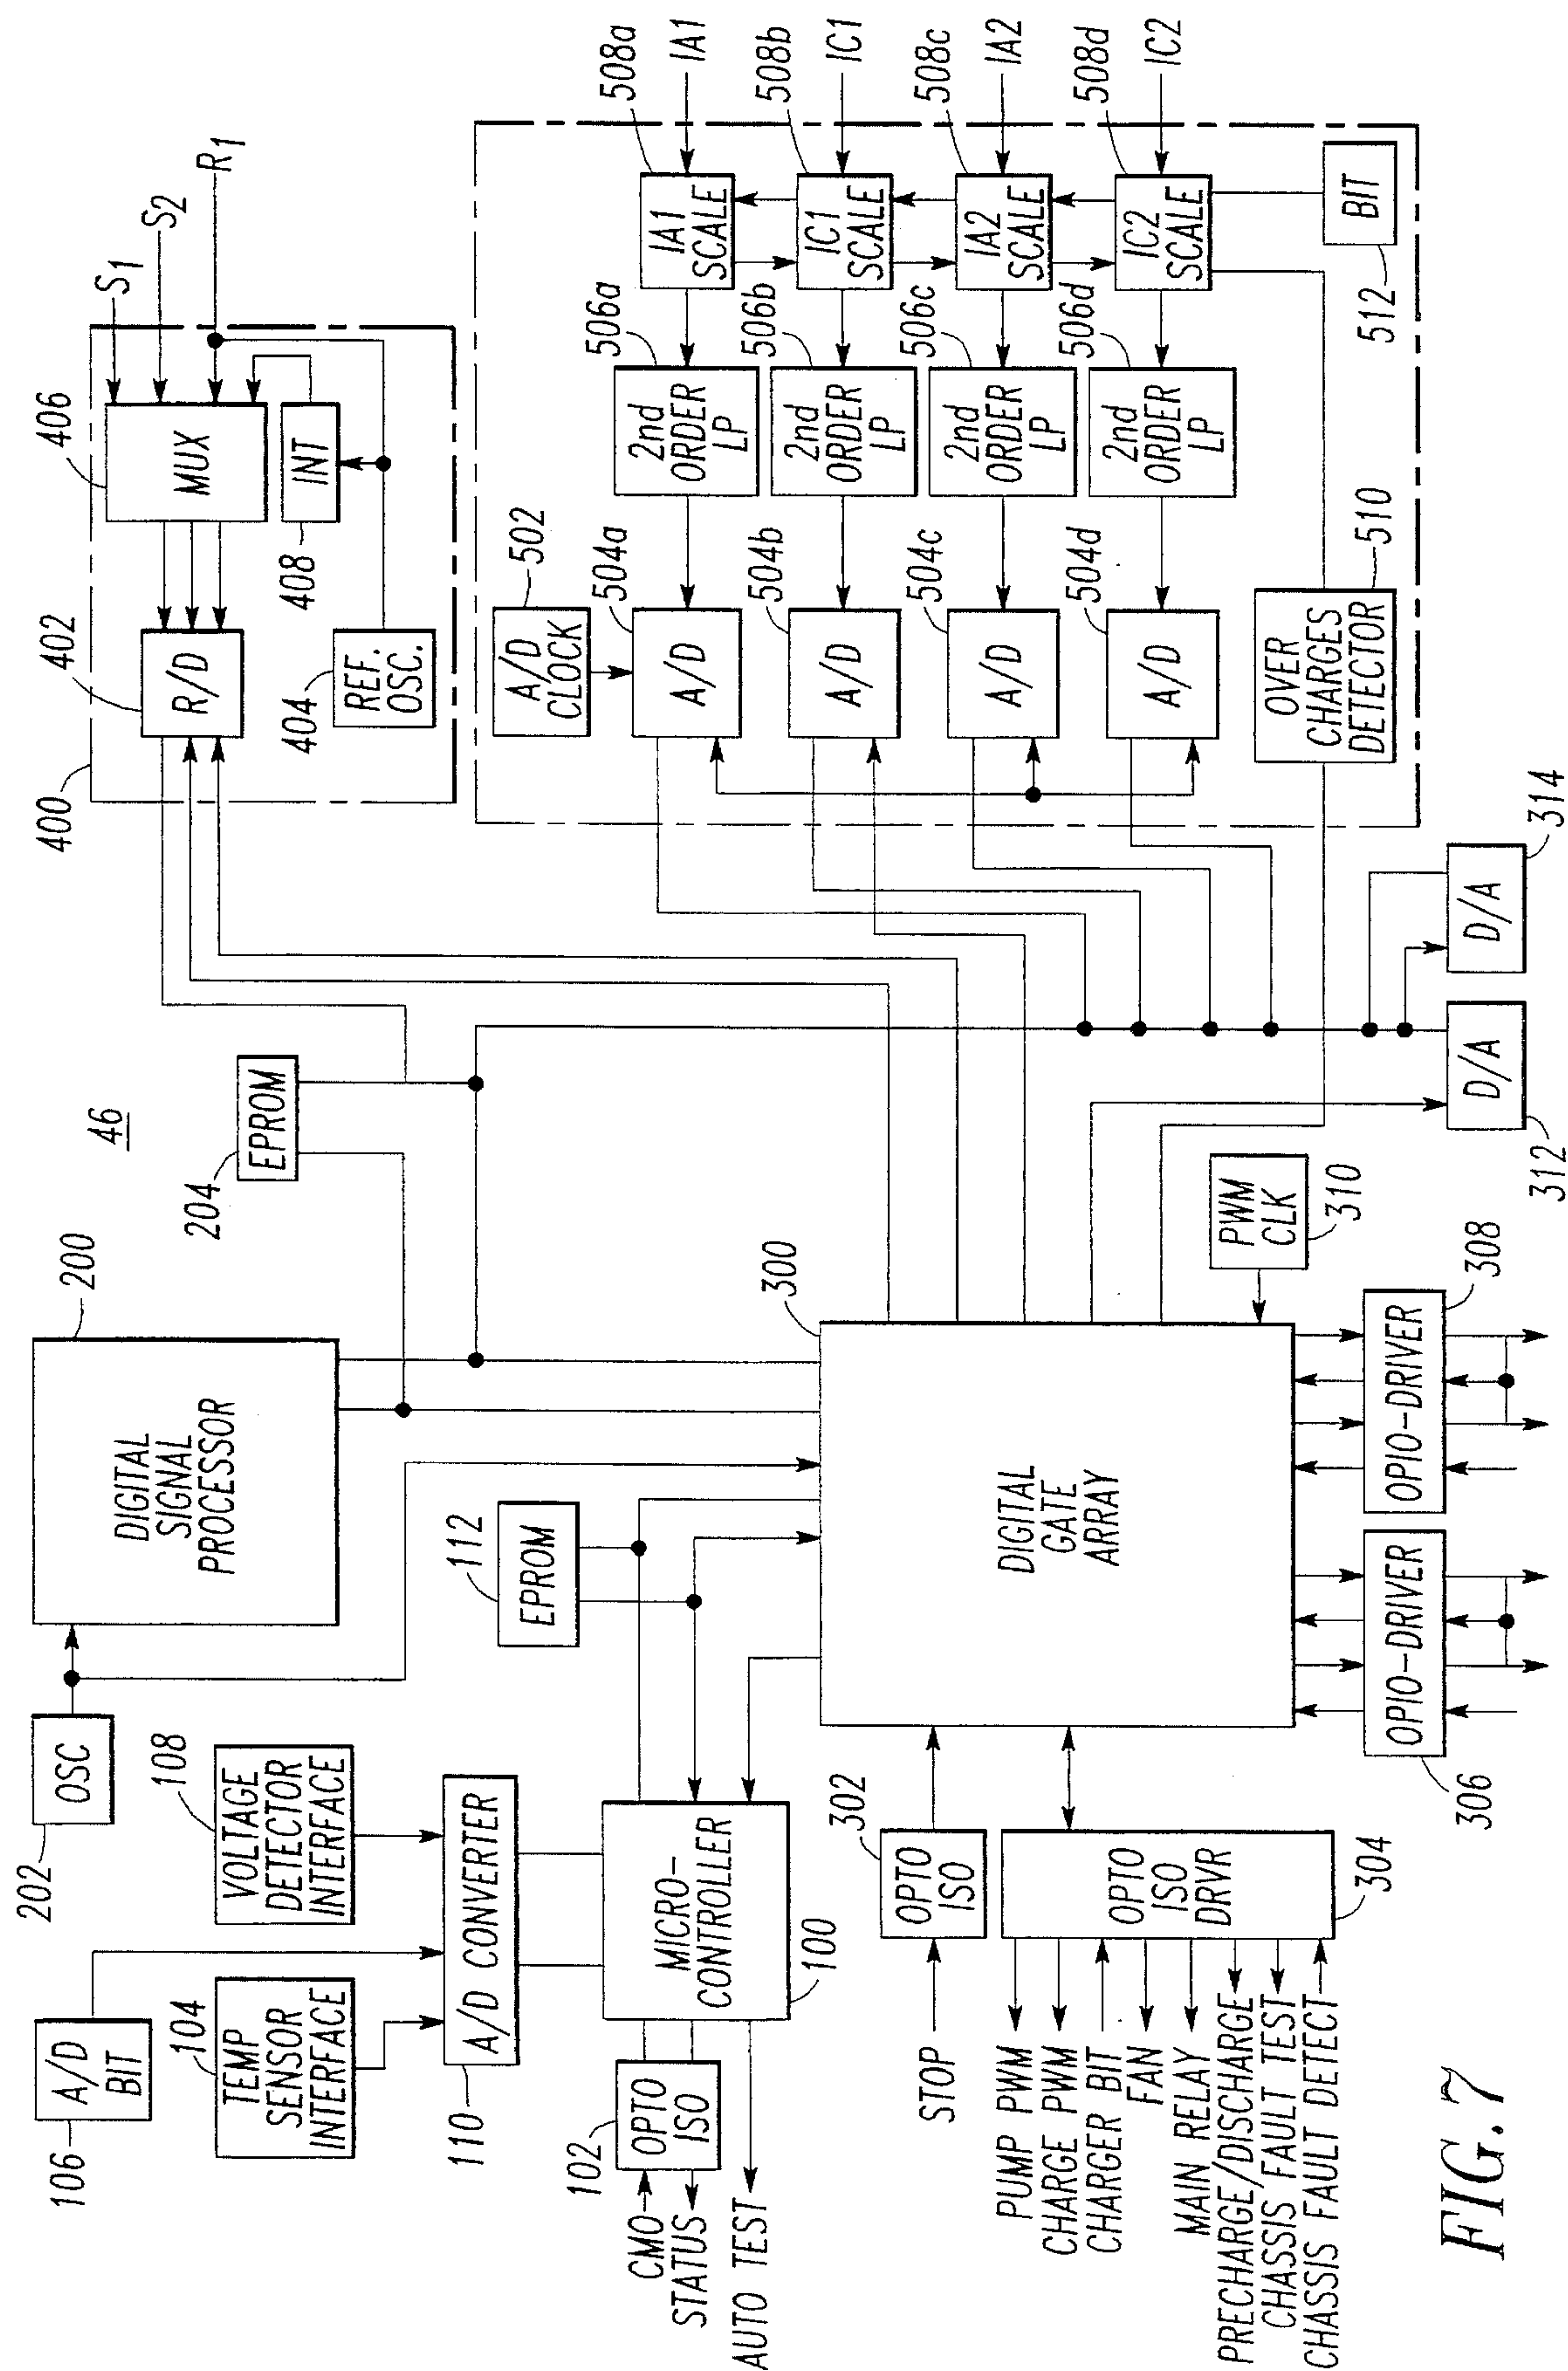 46
202
OSC
200
DIGITAL
SIGNAL
PROCESSOR
204
EPROM
400
402
R/D
404
REF.
OSC.
406
MUX
408
INT
S1
S2
R1
106
A/D
BIT
104
TEMP
SENSOR
INTERFACE
108
VOLTAGE
DETECTOR
INTERFACE
110
A/D CONVERTER
112
EPROM
102
OPTO
ISO
CMO
STATUS
AUTO TEST
MICRO-
CONTROLLER
100
300
DIGITAL
GATE
ARRAY
302
OPTO
ISO
STOP
OPTO
ISO
DRVR
304
PUMP PWM
CHARGE PWM
CHARGER BIT
FAN
MAIN RELAY
PRECHARGE/DISCHARGE
CHASSIS FAULT TEST
CHASSIS FAULT DETECT
OPIO-DRIVER
306
OPIO-DRIVER
308
PWM
CLK
310
D/A
312
D/A
314
A/D
CLOCK
502
504a
A/D
506a
2nd
ORDER
LP
508a
IA1
SCALE
IA1
504b
A/D
506b
2nd
ORDER
LP
508b
IC1
SCALE
IC1
504c
A/D
506c
2nd
ORDER
LP
508c
IA2
SCALE
IA2
504d
A/D
506d
2nd
ORDER
LP
508d
IC2
SCALE
IC2
OVER
CHARGES
DETECTOR
510
BIT
512
FIG. 7